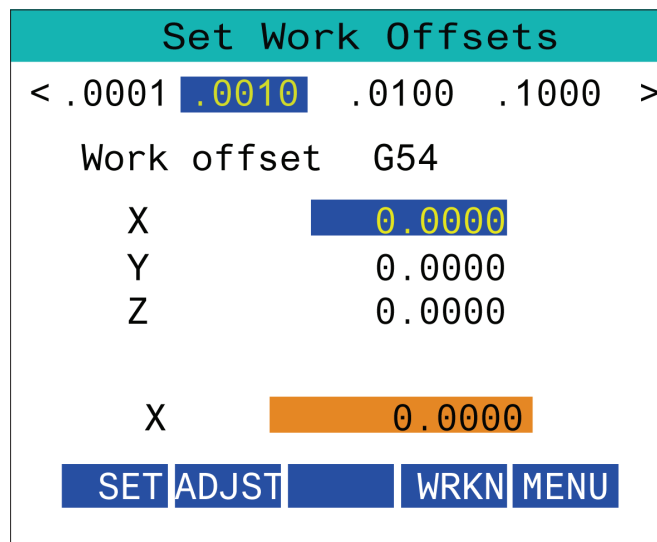 Set Work Offsets
< .0001 .0010 .0100 .1000 >
Work offset G54
X 0.0000
Y 0.0000
Z 0.0000
X 0.0000
SET ADJST WRKN MENU